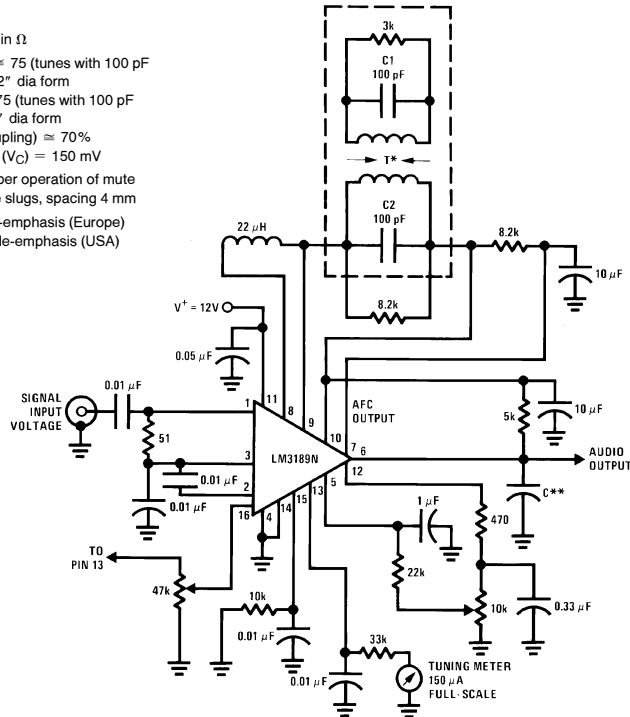 in Ω
≅ 75 (tunes with 100 pF
2″ dia form
75 (tunes with 100 pF
″ dia form
upling) ≅ 70%
(VC) = 150 mV
per operation of mute
e slugs, spacing 4 mm
e-emphasis (Europe)
de-emphasis (USA)
3k
C1
100 pF
T*
C2
100 pF
22 μH
8.2k
8.2k
10 μF
V+ = 12V
0.05 μF
SIGNAL
INPUT
VOLTAGE
0.01 μF
51
0.01 μF
0.01 μF
1
11
8
9
3
2
16
LM3189N
4
14
15
13
5
10
7
6
12
AFC
OUTPUT
5k
10 μF
AUDIO
OUTPUT
C**
TO
PIN 13
47k
10k
0.01 μF
0.01 μF
33k
1 μF
22k
470
10k
0.33 μF
TUNING METER
150 μA
FULL-SCALE